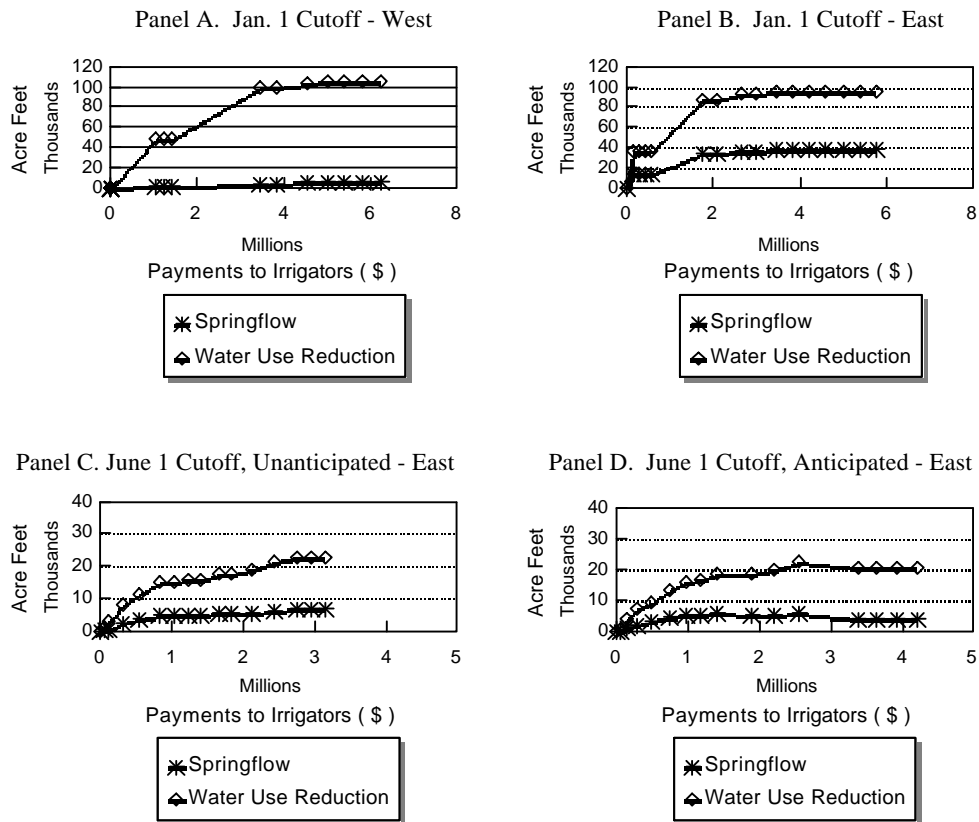 Panel A. Jan. 1 Cutoff - West
Acre Feet
Thousands
120
100
80
60
40
20
0
0 2 4 6 8
Millions
Payments to Irrigators ( $ )
Springflow
Water Use Reduction
Panel B. Jan. 1 Cutoff - East
Acre Feet
Thousands
120
100
80
60
40
20
0
0 2 4 6 8
Millions
Payments to Irrigators ( $ )
Springflow
Water Use Reduction
Panel C. June 1 Cutoff, Unanticipated - East
Acre Feet
Thousands
40
30
20
10
0
0 1 2 3 4 5
Millions
Payments to Irrigators ( $ )
Springflow
Water Use Reduction
Panel D. June 1 Cutoff, Anticipated - East
Acre Feet
Thousands
40
30
20
10
0
0 1 2 3 4 5
Millions
Payments to Irrigators ( $ )
Springflow
Water Use Reduction